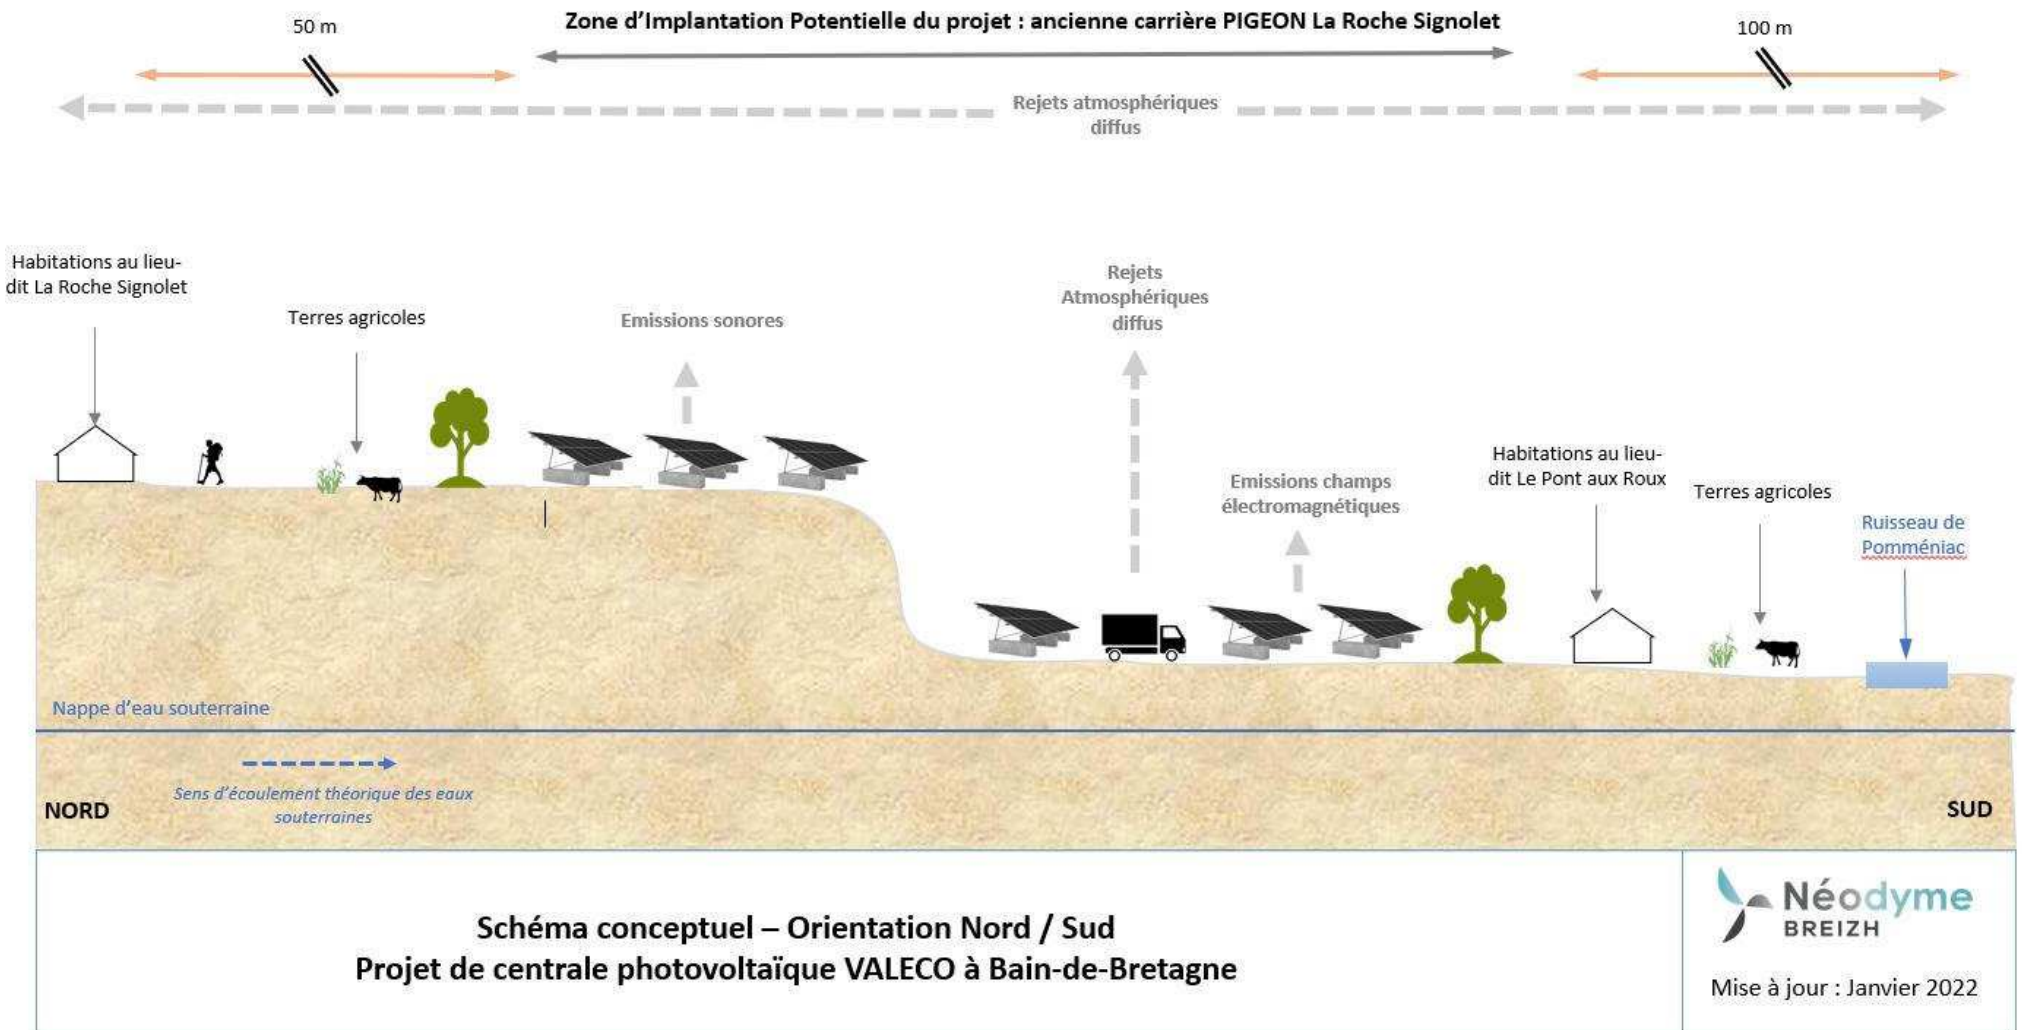 Zone d'Implantation Potentielle du projet : ancienne carrière PIGEON La Roche Signolet
50 m
100 m
Rejets atmosphériques
diffus
Habitations au lieu-
dit La Roche Signolet
Terres agricoles
Emissions sonores
Rejets
Atmosphériques
diffus
Emissions champs
électromagnétiques
Habitations au lieu-
dit Le Pont aux Roux
Terres agricoles
Ruisseau de
Pomméniac
Nappe d'eau souterraine
Sens d'écoulement théorique des eaux
souterraines
NORD
SUD
Schéma conceptuel – Orientation Nord / Sud
Projet de centrale photovoltaïque VALECO à Bain-de-Bretagne
Néodyme
BREIZH
Mise à jour : Janvier 2022